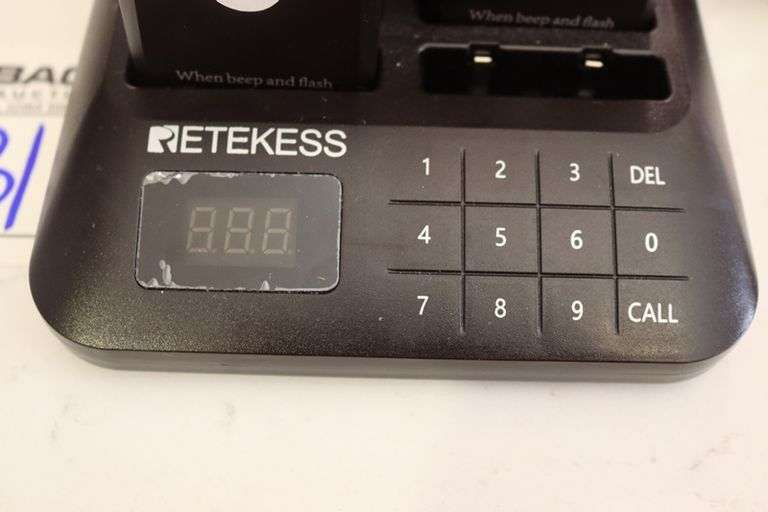 When beep and flash
When beep and flash
BAC
RETEKESS
1 2 3 DEL
4 5 6 0
7 8 9 CALL